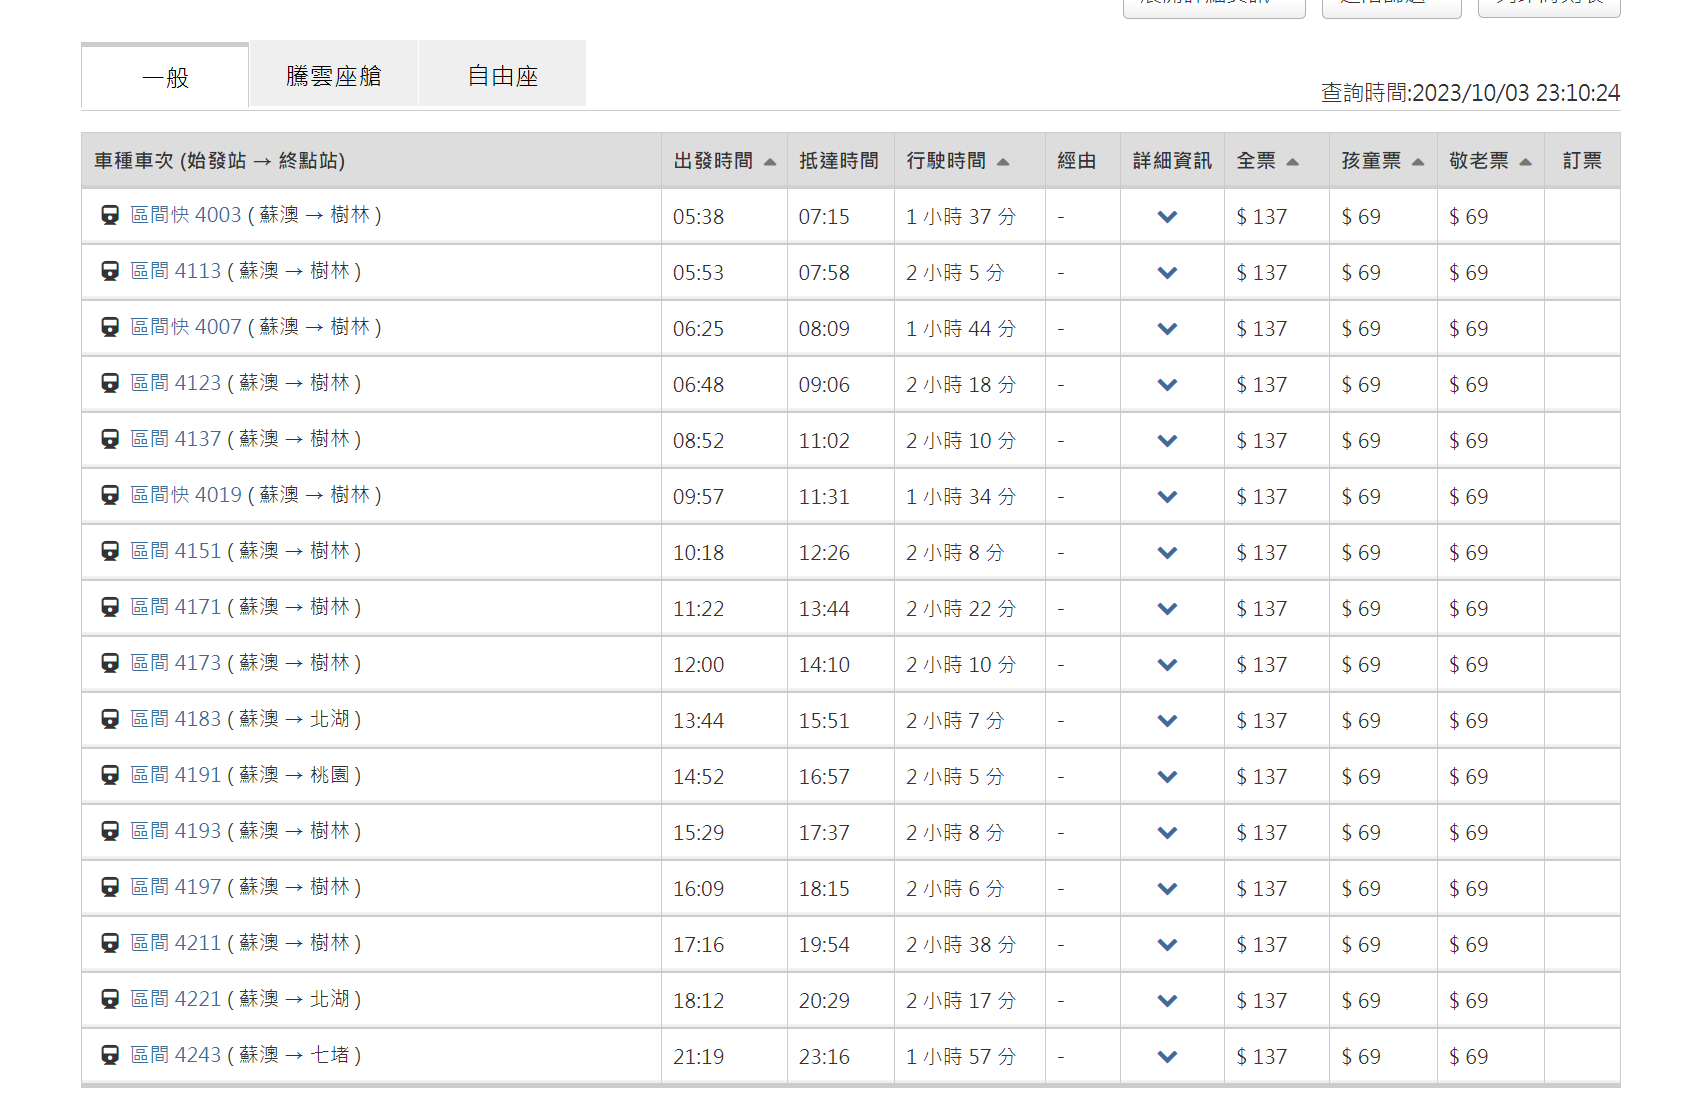 一般
騰雲座艙
自由座
查詢時間:2023/10/03 23:10:24
車種車次 (始發站 → 終點站) 出發時間 抵達時間 行駛時間 經由 詳細資訊 全票 孩童票 敬老票 訂票
區間快 4003 ( 蘇澳 → 樹林 ) 05:38 07:15 1 小時 37 分 - $ 137 $ 69 $ 69
區間 4113 ( 蘇澳 → 樹林 ) 05:53 07:58 2 小時 5 分 - $ 137 $ 69 $ 69
區間快 4007 ( 蘇澳 → 樹林 ) 06:25 08:09 1 小時 44 分 - $ 137 $ 69 $ 69
區間 4123 ( 蘇澳 → 樹林 ) 06:48 09:06 2 小時 18 分 - $ 137 $ 69 $ 69
區間 4137 ( 蘇澳 → 樹林 ) 08:52 11:02 2 小時 10 分 - $ 137 $ 69 $ 69
區間快 4019 ( 蘇澳 → 樹林 ) 09:57 11:31 1 小時 34 分 - $ 137 $ 69 $ 69
區間 4151 ( 蘇澳 → 樹林 ) 10:18 12:26 2 小時 8 分 - $ 137 $ 69 $ 69
區間 4171 ( 蘇澳 → 樹林 ) 11:22 13:44 2 小時 22 分 - $ 137 $ 69 $ 69
區間 4173 ( 蘇澳 → 樹林 ) 12:00 14:10 2 小時 10 分 - $ 137 $ 69 $ 69
區間 4183 ( 蘇澳 → 北湖 ) 13:44 15:51 2 小時 7 分 - $ 137 $ 69 $ 69
區間 4191 ( 蘇澳 → 桃園 ) 14:52 16:57 2 小時 5 分 - $ 137 $ 69 $ 69
區間 4193 ( 蘇澳 → 樹林 ) 15:29 17:37 2 小時 8 分 - $ 137 $ 69 $ 69
區間 4197 ( 蘇澳 → 樹林 ) 16:09 18:15 2 小時 6 分 - $ 137 $ 69 $ 69
區間 4211 ( 蘇澳 → 樹林 ) 17:16 19:54 2 小時 38 分 - $ 137 $ 69 $ 69
區間 4221 ( 蘇澳 → 北湖 ) 18:12 20:29 2 小時 17 分 - $ 137 $ 69 $ 69
區間 4243 ( 蘇澳 → 七堵 ) 21:19 23:16 1 小時 57 分 - $ 137 $ 69 $ 69